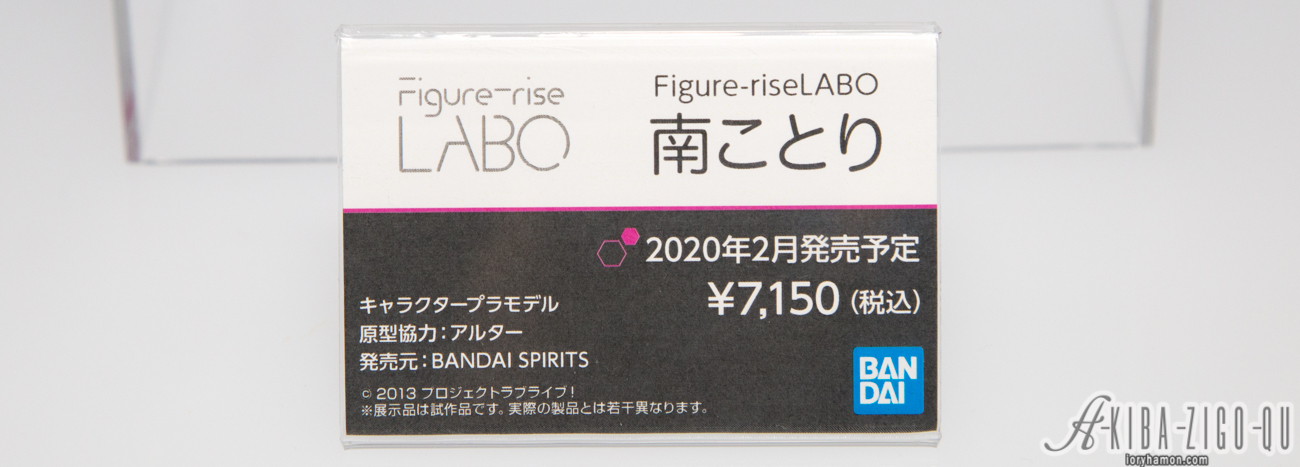 Figure-rise
LABO
Figure-riseLABO
南ことり
2020年2月発売予定
¥7,150（税込）
キャラクタープラモデル
原型協力：アルター
発売元：BANDAI SPIRITS
© 2013 プロジェクトラブライブ！
※展示品は試作品です。実際の製品とは若干異なります。
BAN
DAI
A-KIBA-ZIGO-QU
loryhamon.com